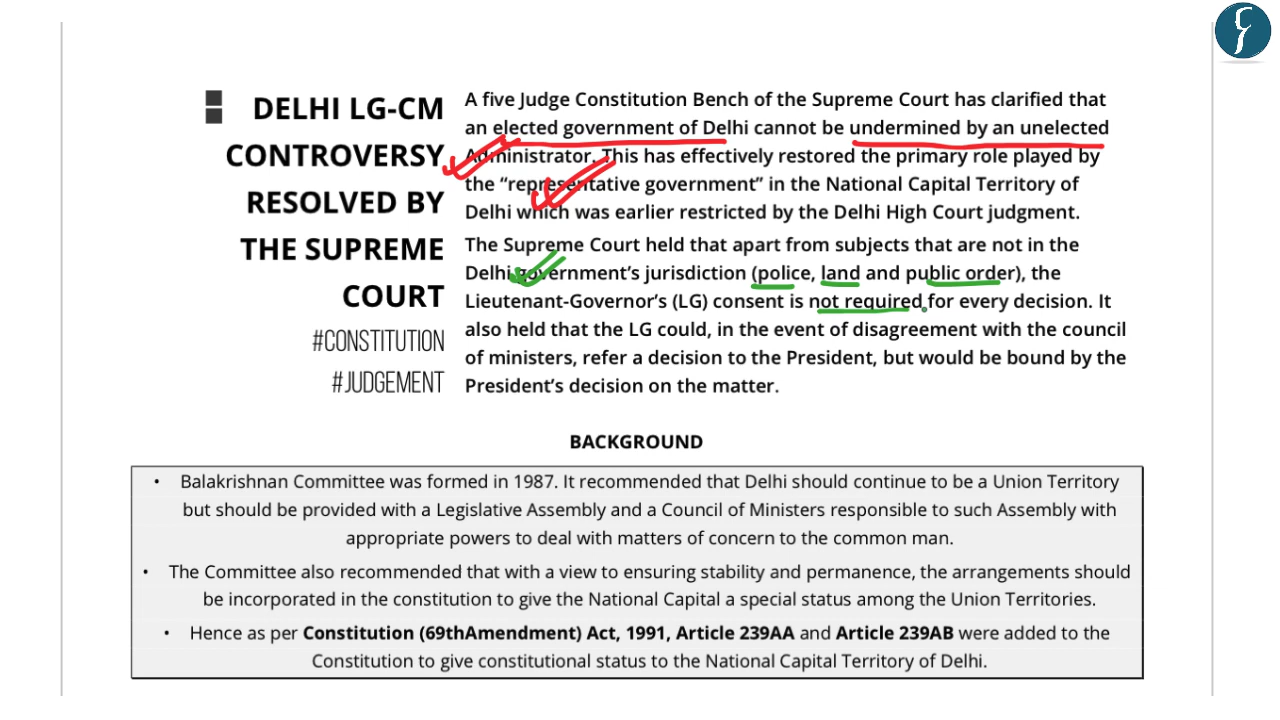 DELHI LG-CM
CONTROVERSY
RESOLVED BY
THE SUPREME
COURT
#CONSTITUTION
#JUDGEMENT
A five Judge Constitution Bench of the Supreme Court has clarified that
an elected government of Delhi cannot be undermined by an unelected
Administrator. This has effectively restored the primary role played by
the “representative government” in the National Capital Territory of
Delhi which was earlier restricted by the Delhi High Court judgment.
The Supreme Court held that apart from subjects that are not in the
Delhi government’s jurisdiction (police, land and public order), the
Lieutenant-Governor’s (LG) consent is not required for every decision. It
also held that the LG could, in the event of disagreement with the council
of ministers, refer a decision to the President, but would be bound by the
President’s decision on the matter.
BACKGROUND
• Balakrishnan Committee was formed in 1987. It recommended that Delhi should continue to be a Union Territory
but should be provided with a Legislative Assembly and a Council of Ministers responsible to such Assembly with
appropriate powers to deal with matters of concern to the common man.
• The Committee also recommended that with a view to ensuring stability and permanence, the arrangements should
be incorporated in the constitution to give the National Capital a special status among the Union Territories.
• Hence as per Constitution (69thAmendment) Act, 1991, Article 239AA and Article 239AB were added to the
Constitution to give constitutional status to the National Capital Territory of Delhi.